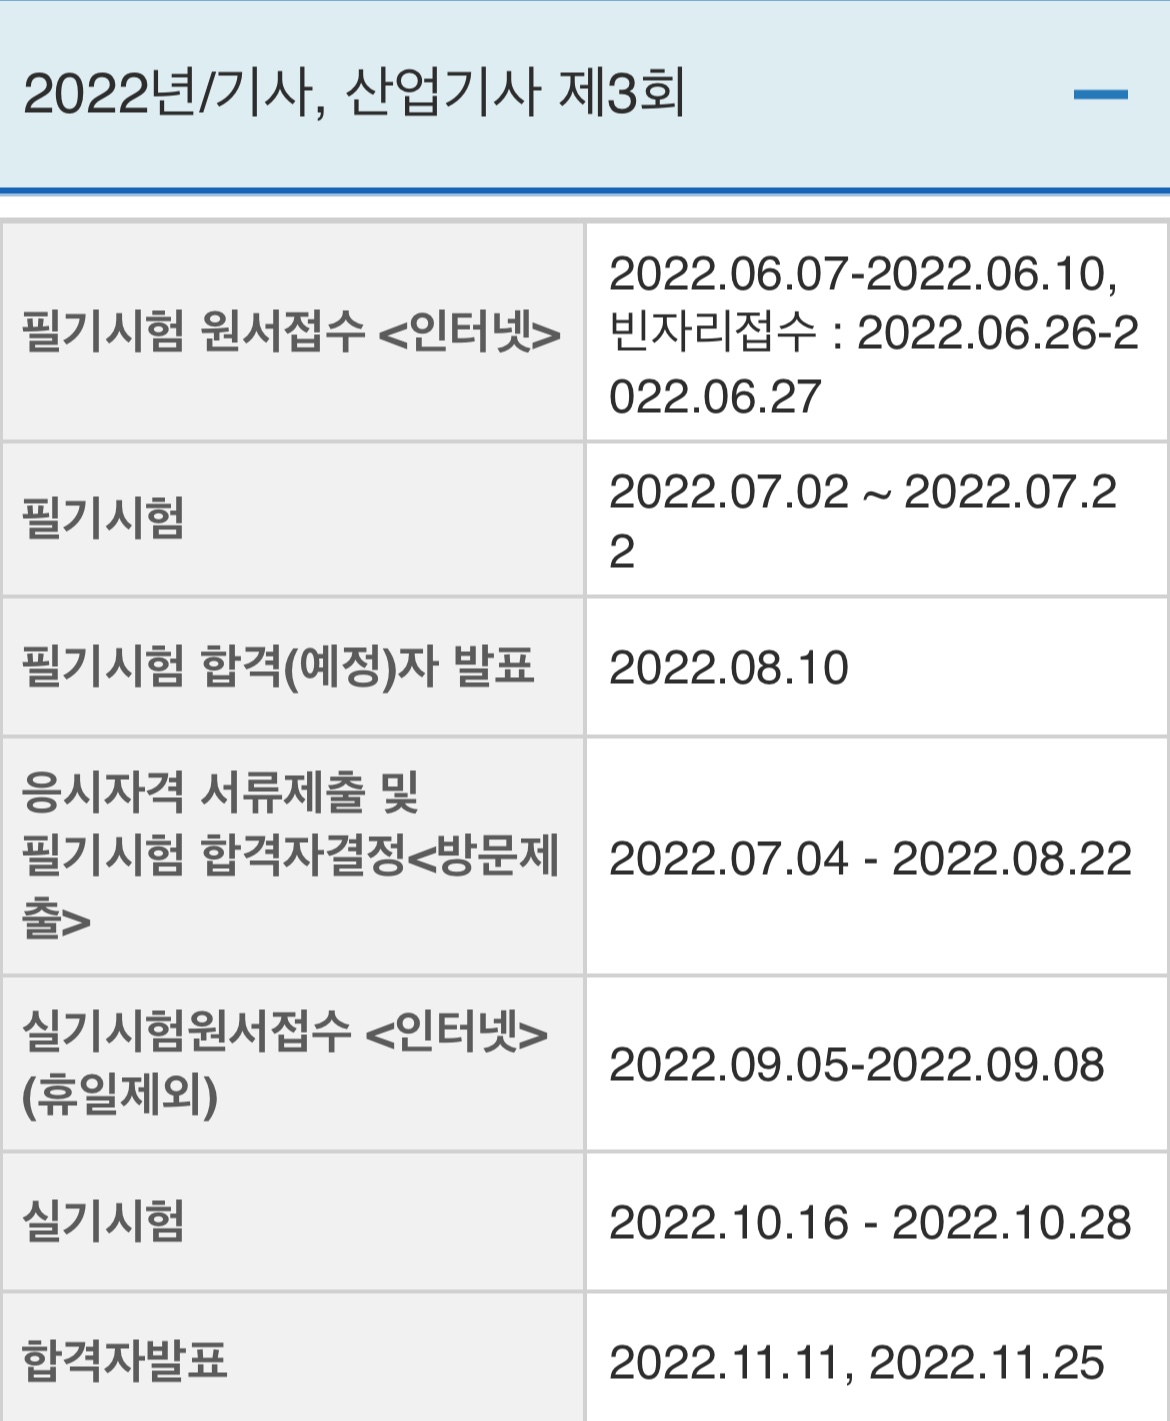 2022년/기사, 산업기사 제3회
필기시험 원서접수 <인터넷>
2022.06.07-2022.06.10,
빈자리접수 : 2022.06.26-2
022.06.27
필기시험
2022.07.02 ~ 2022.07.2
2
필기시험 합격(예정)자 발표
2022.08.10
응시자격 서류제출 및
필기시험 합격자결정<방문제
출>
2022.07.04 - 2022.08.22
실기시험원서접수 <인터넷>
(휴일제외)
2022.09.05-2022.09.08
실기시험
2022.10.16 - 2022.10.28
합격자발표
2022.11.11, 2022.11.25